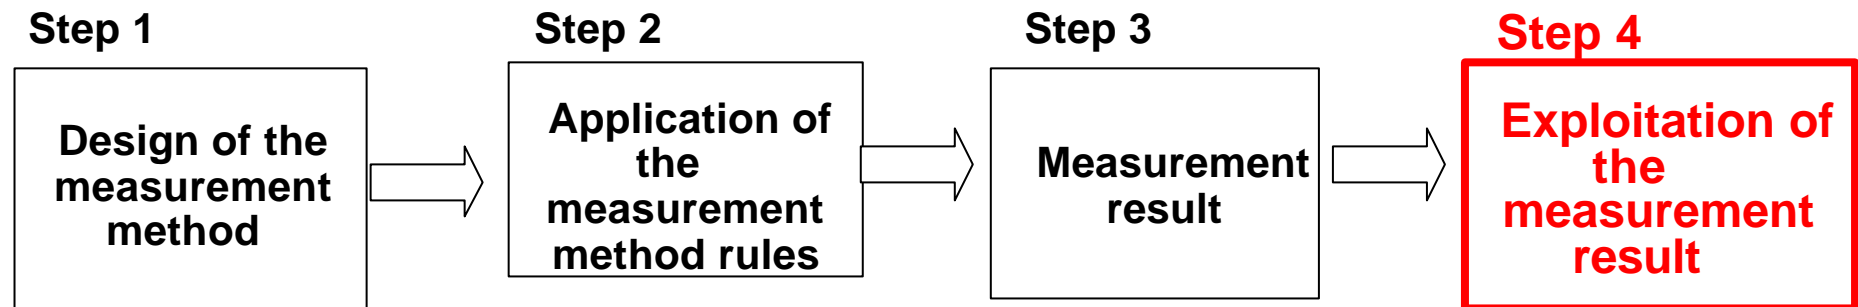 Step 1
Design of the
measurement
method
Step 2
Application of
the
measurement
method rules
Step 3
Measurement
result
Step 4
Exploitation of
the
measurement
result